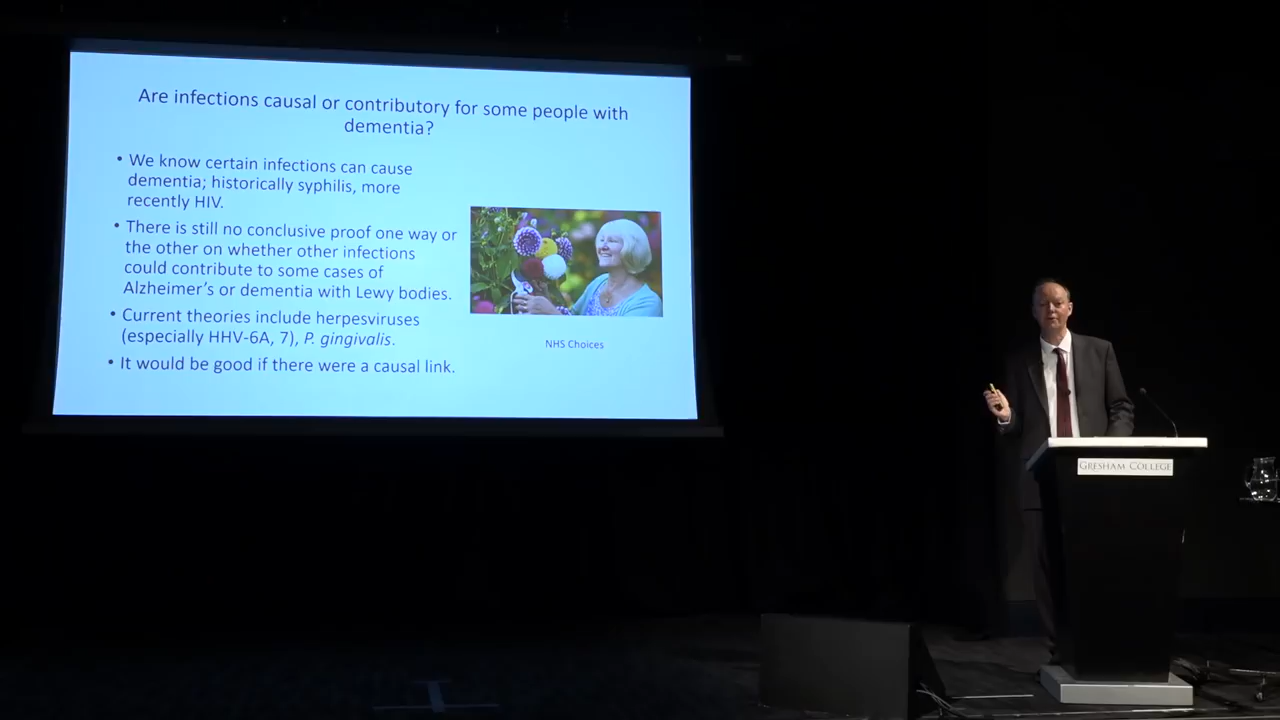 Are infections causal or contributory for some people with
dementia?
• We know certain infections can cause
dementia; historically syphilis, more
recently HIV.
• There is still no conclusive proof one way or
the other on whether other infections
could contribute to some cases of
Alzheimer's or dementia with Lewy bodies.
• Current theories include herpesviruses
(especially HHV-6A, 7), P. gingivalis.
• It would be good if there were a causal link.
NHS Choices
GRESHAM COLLEGE